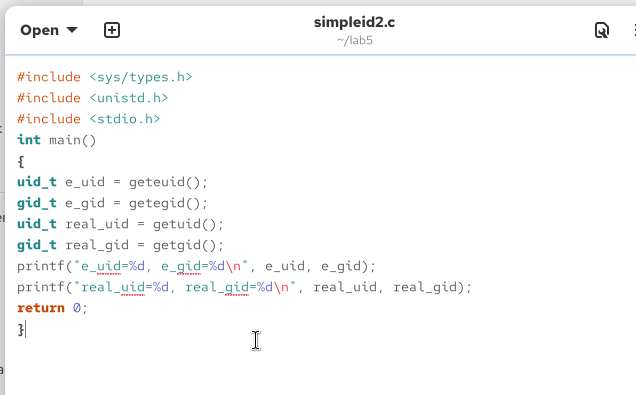 Open
simpleid2.c
~/lab5
#include <sys/types.h>
#include <unistd.h>
#include <stdio.h>
int main()
{
uid_t e_uid = geteuid();
gid_t e_gid = getegid();
uid_t real_uid = getuid();
gid_t real_gid = getgid();
printf("e_uid=%d, e_gid=%d\n", e_uid, e_gid);
printf("real_uid=%d, real_gid=%d\n", real_uid, real_gid);
return 0;
}